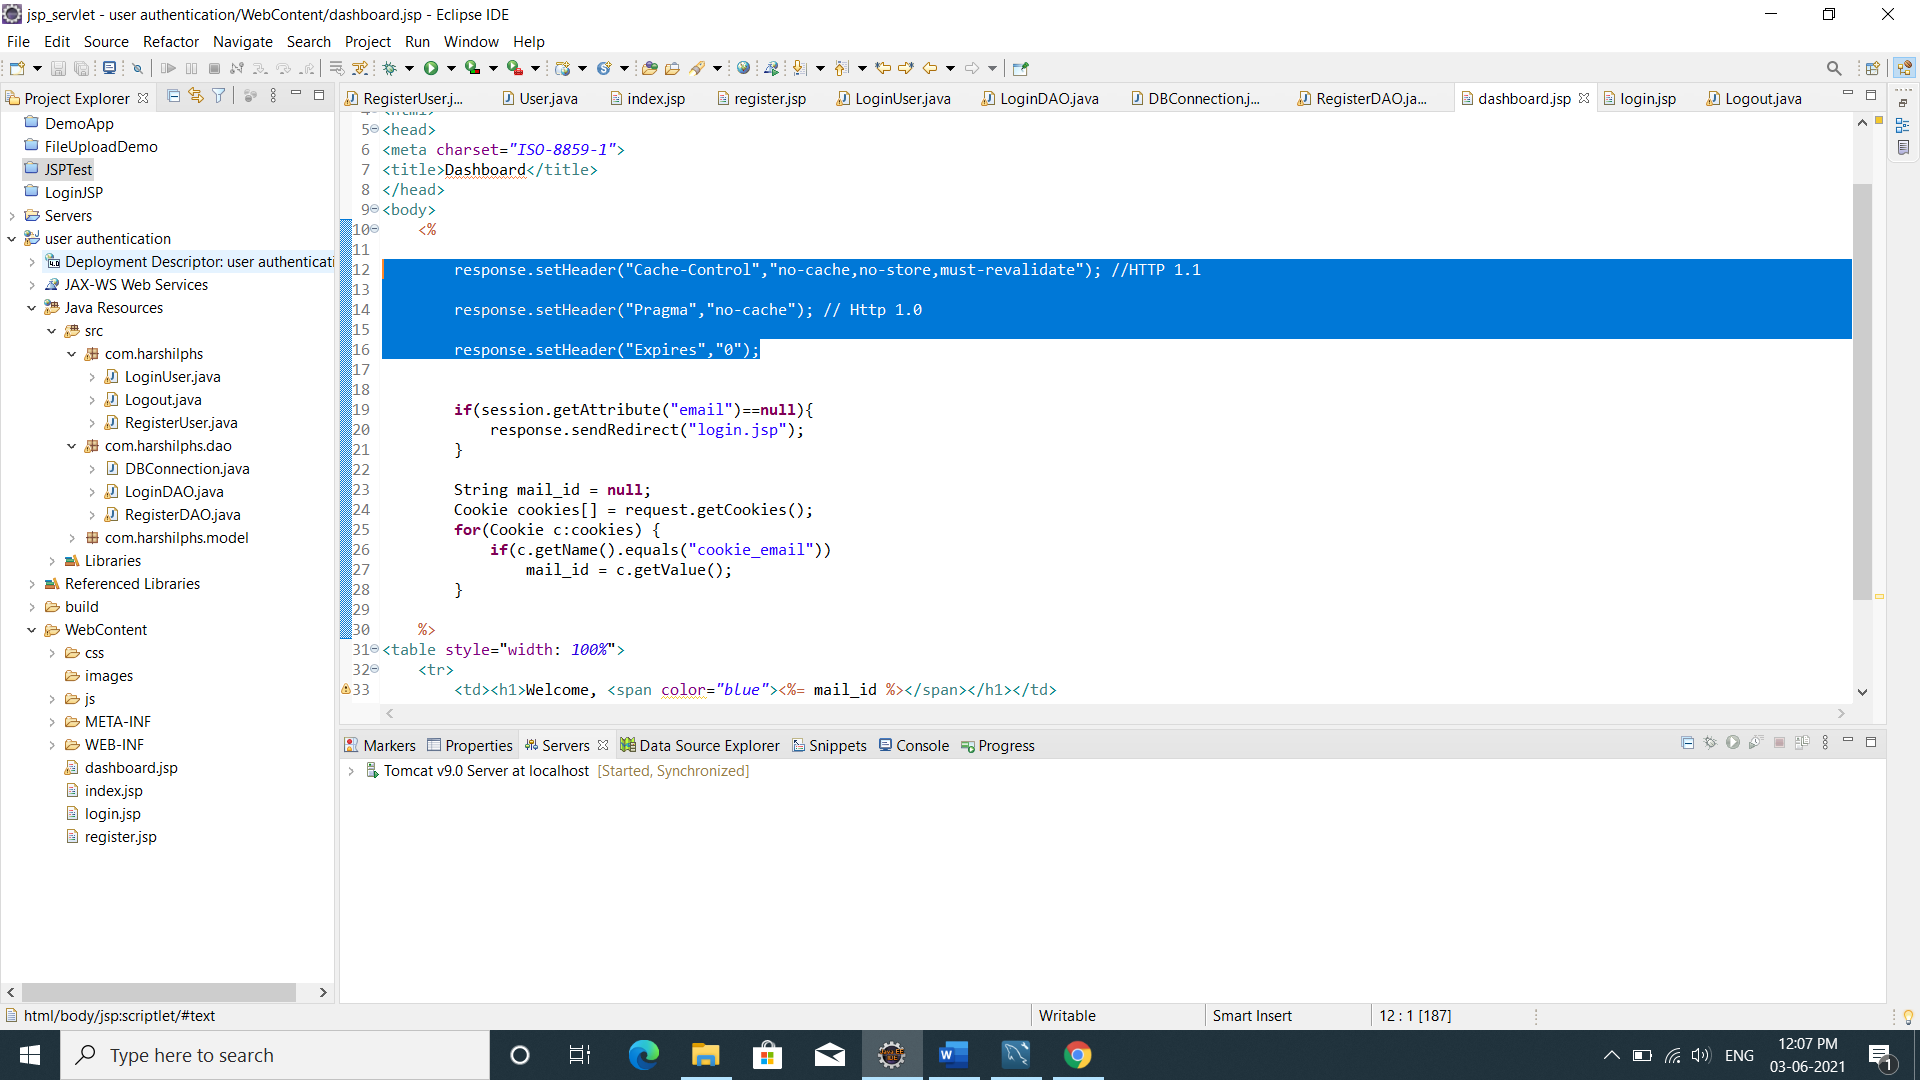 jsp_servlet - user authentication/WebContent/dashboard.jsp - Eclipse IDE
File Edit Source Refactor Navigate Search Project Run Window Help
Project Explorer
RegisterUser.j... User.java index.jsp register.jsp LoginUser.java LoginDAO.java DBConnection.j... RegisterDAO.ja... dashboard.jsp login.jsp Logout.java
DemoApp
FileUploadDemo
JSPTest
LoginJSP
Servers
user authentication
Deployment Descriptor: user authenticati
JAX-WS Web Services
Java Resources
src
com.harshilphs
LoginUser.java
Logout.java
RegisterUser.java
com.harshilphs.dao
DBConnection.java
LoginDAO.java
RegisterDAO.java
com.harshilphs.model
Libraries
Referenced Libraries
build
WebContent
css
images
js
META-INF
WEB-INF
dashboard.jsp
index.jsp
login.jsp
register.jsp
4 <html>
5 <head>
6 <meta charset="ISO-8859-1">
7 <title>Dashboard</title>
8 </head>
9 <body>
10 <%
11
12 response.setHeader("Cache-Control","no-cache,no-store,must-revalidate"); //HTTP 1.1
13
14 response.setHeader("Pragma","no-cache"); // Http 1.0
15
16 response.setHeader("Expires","0");
17
18
19 if(session.getAttribute("email")==null){
20 response.sendRedirect("login.jsp");
21 }
22
23 String mail_id = null;
24 Cookie cookies[] = request.getCookies();
25 for(Cookie c:cookies) {
26 if(c.getName().equals("cookie_email"))
27 mail_id = c.getValue();
28 }
29
30 %>
31 <table style="width: 100%">
32 <tr>
33 <td><h1>Welcome, <span color="blue"><%= mail_id %></span></h1></td>
Markers Properties Servers Data Source Explorer Snippets Console Progress
Tomcat v9.0 Server at localhost [Started, Synchronized]
html/body/jsp:scriptlet/#text Writable Smart Insert 12 : 1 [187]
Type here to search
ENG
12:07 PM
03-06-2021
1